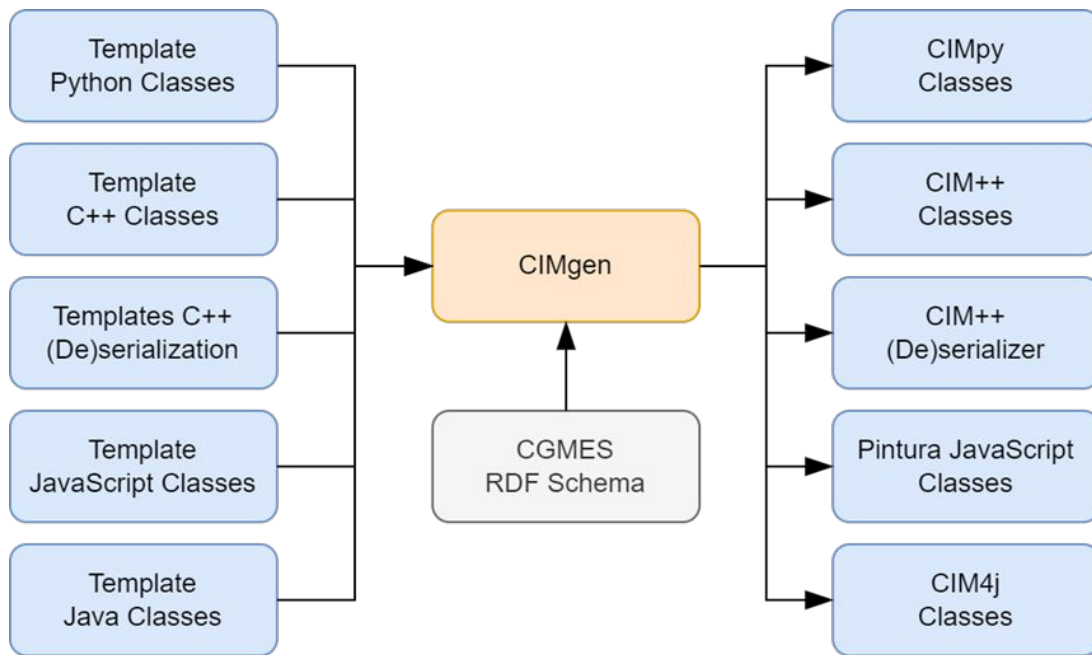 Template
Python Classes
Template
C++ Classes
Templates C++
(De)serialization
Template
JavaScript Classes
Template
Java Classes
CIMgen
CGMES
RDF Schema
CIMpy
Classes
CIM++
Classes
CIM++
(De)serializer
Pintura JavaScript
Classes
CIM4j
Classes